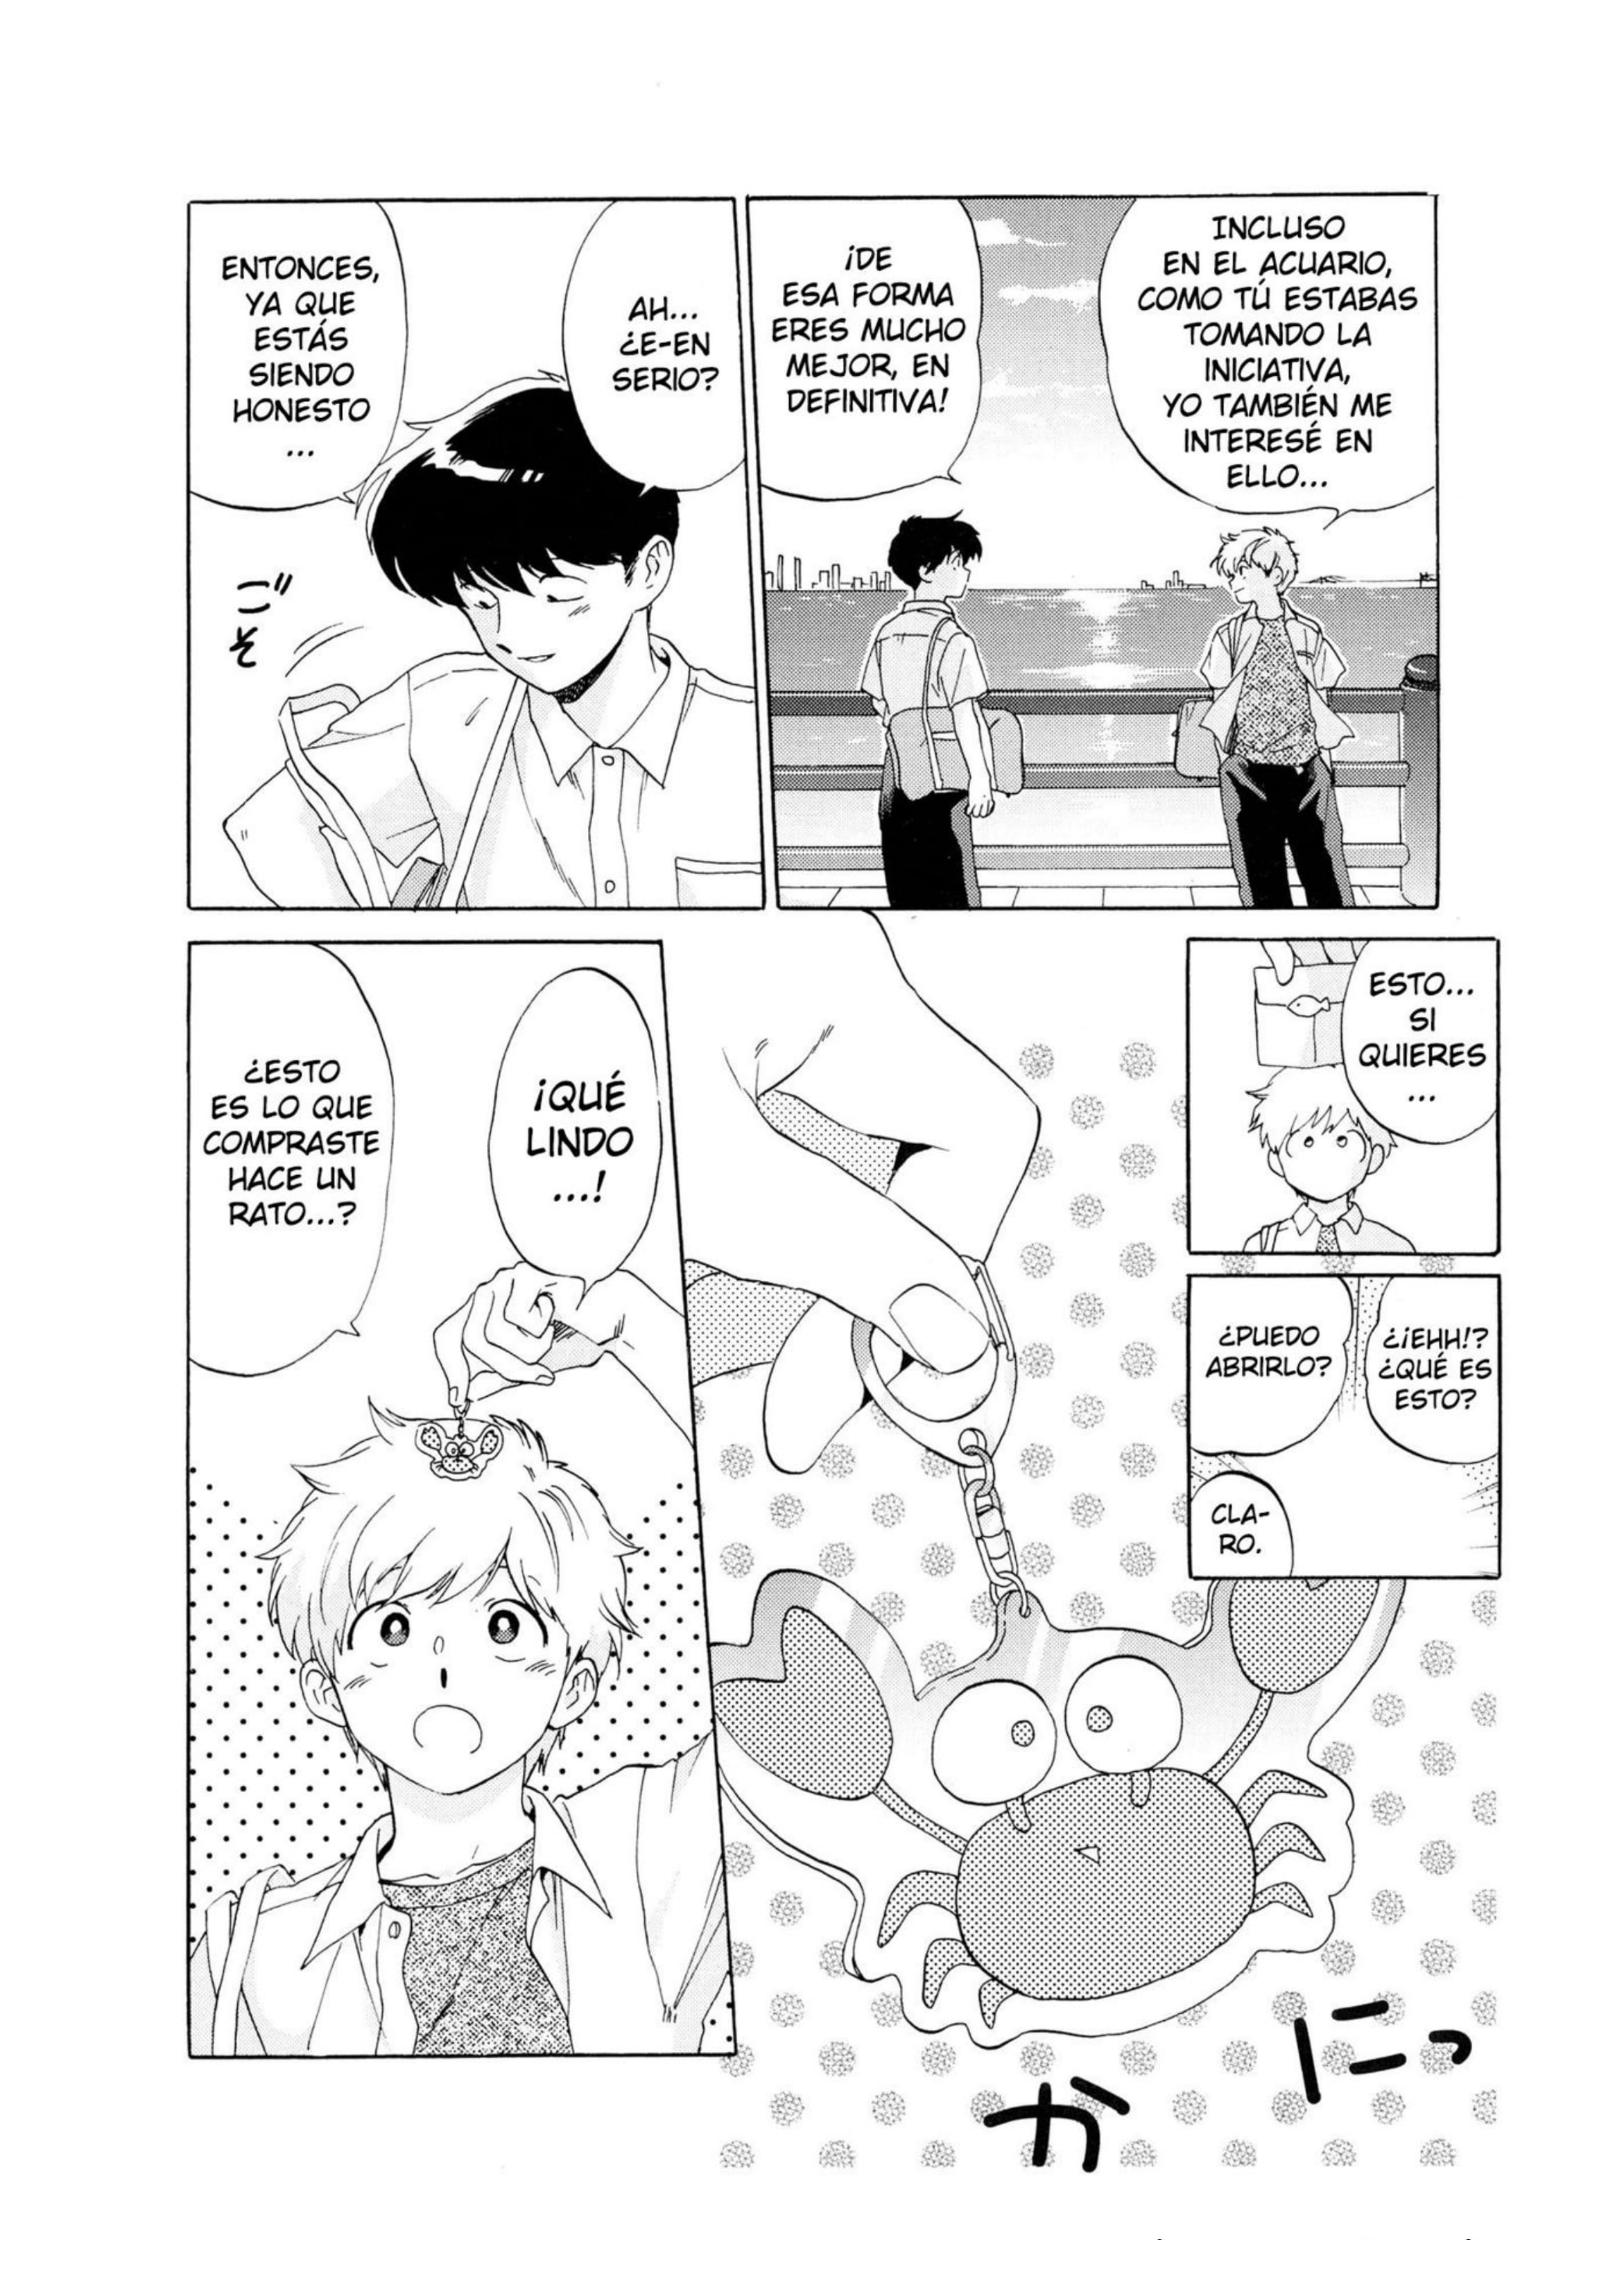 INCLUSO
EN EL ACUARIO,
COMO TÚ ESTABAS
TOMANDO LA
INICIATIVA,
YO TAMBIÉN ME
INTERESÉ EN
ELLO...
¡DE
ESA FORMA
ERES MUCHO
MEJOR, EN
DEFINITIVA!
AH...
¿E-EN
SERIO?
ENTONCES,
YA QUE
ESTÁS
SIENDO
HONESTO
...
ごそ
ESTO...
SI
QUIERES
...
¿¡EHH!?
¿QUÉ ES
ESTO?
¿PUEDO
ABRIRLO?
CLA-
RO.
にっ
か
¡QUÉ
LINDO
...!
¿ESTO
ES LO QUE
COMPRASTE
HACE UN
RATO...?